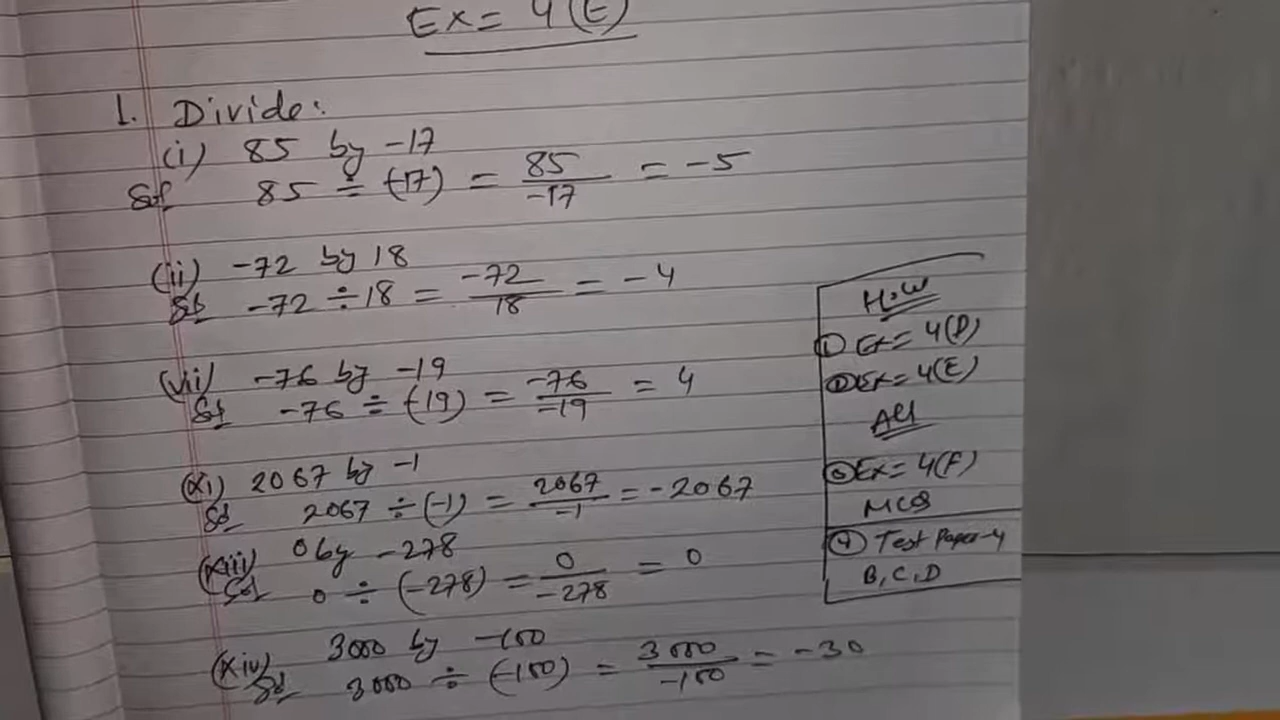 Ex = 4(E)
1. Divide:
(i) 85 by -17
Sol 85 ÷ (-17) = 85/-17 = -5
(ii) -72 by 18
Sol -72 ÷ 18 = -72/18 = -4
(vii) -76 by -19
Sol -76 ÷ (-19) = -76/-19 = 4
(xi) 2067 by -1
Sol 2067 ÷ (-1) = 2067/-1 = -2067
(xiii) 0 by -278
Sol 0 ÷ (-278) = 0/-278 = 0
(xiv) 3000 by -100
Sol 3000 ÷ (-100) = 3000/-100 = -30
H.W
① Ex = 4(D)
② Ex = 4(E)
All
③ Ex = 4(F)
MCQ
④ Test Paper-4
B, C, D